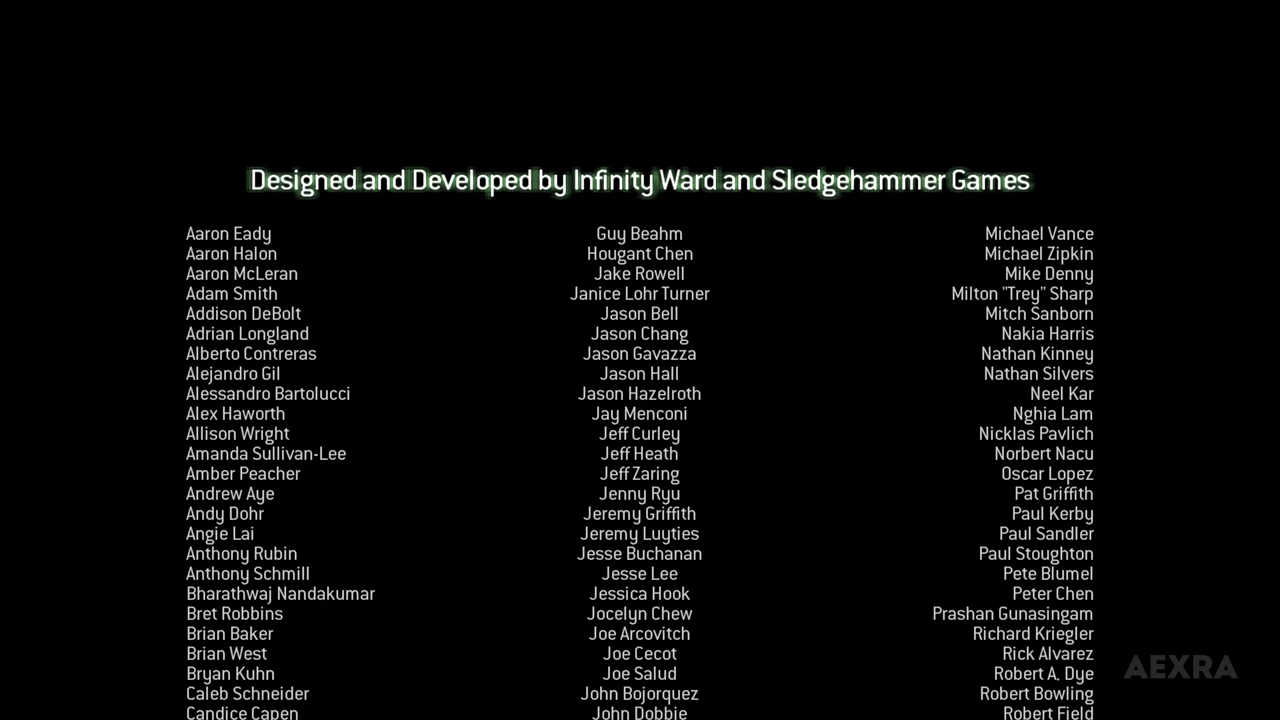 Designed and Developed by Infinity Ward and Sledgehammer Games
Aaron Eady
Aaron Halon
Aaron McLeran
Adam Smith
Addison DeBolt
Adrian Longland
Alberto Contreras
Alejandro Gil
Alessandro Bartolucci
Alex Haworth
Allison Wright
Amanda Sullivan-Lee
Amber Peacher
Andrew Aye
Andy Dohr
Angie Lai
Anthony Rubin
Anthony Schmill
Bharathwaj Nandakumar
Bret Robbins
Brian Baker
Brian West
Bryan Kuhn
Caleb Schneider
Candice Capen
Guy Beahm
Hougant Chen
Jake Rowell
Janice Lohr Turner
Jason Bell
Jason Chang
Jason Gavazza
Jason Hall
Jason Hazelroth
Jay Menconi
Jeff Curley
Jeff Heath
Jeff Zaring
Jenny Ryu
Jeremy Griffith
Jeremy Luyties
Jesse Buchanan
Jesse Lee
Jessica Hook
Jocelyn Chew
Joe Arcovitch
Joe Cecot
Joe Salud
John Bojorquez
John Dobbie
Michael Vance
Michael Zipkin
Mike Denny
Milton "Trey" Sharp
Mitch Sanborn
Nakia Harris
Nathan Kinney
Nathan Silvers
Neel Kar
Nghia Lam
Nicklas Pavlich
Norbert Nacu
Oscar Lopez
Pat Griffith
Paul Kerby
Paul Sandler
Paul Stoughton
Pete Blumel
Peter Chen
Prashan Gunasingam
Richard Kriegler
Rick Alvarez
Robert A. Dye
Robert Bowling
Robert Field
AEXRA